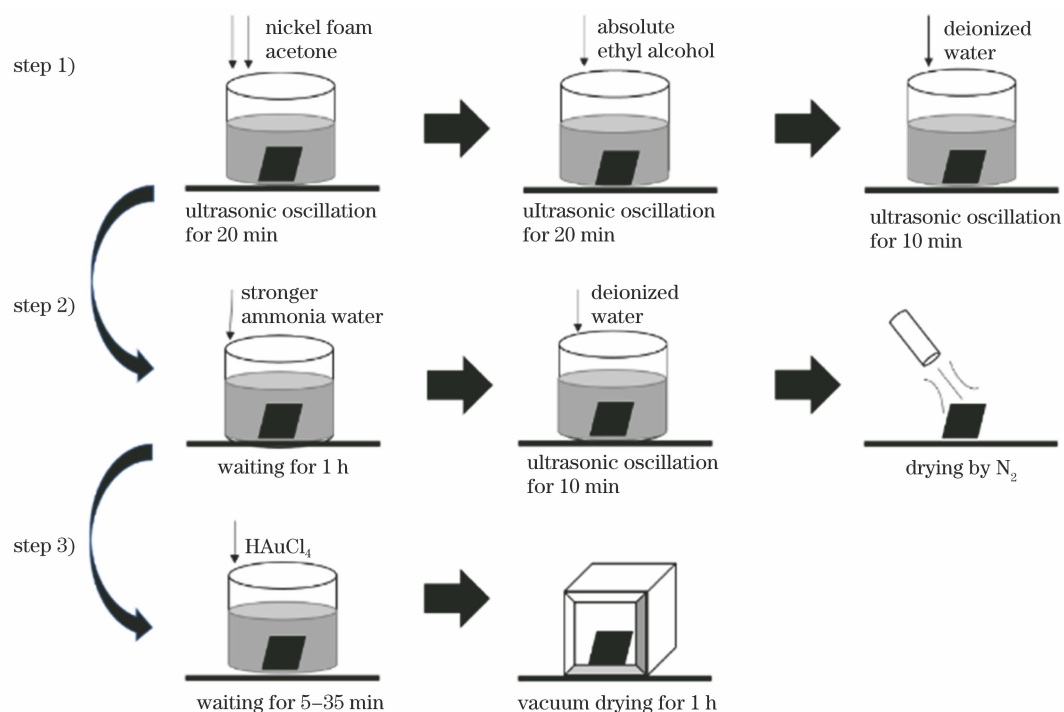 step 1)
nickel foam
acetone
absolute
ethyl alcohol
deionized
water
ultrasonic oscillation
for 20 min
uItrasonic oscillation
for 20 min
ultrasonic oscillation
for 10 min
step 2)
stronger
ammonia water
deionized
water
waiting for 1 h
ultrasonic oscillation
for 10 min
drying by N₂
step 3)
HAuCl₄
waiting for 5–35 min
vacuum drying for 1 h